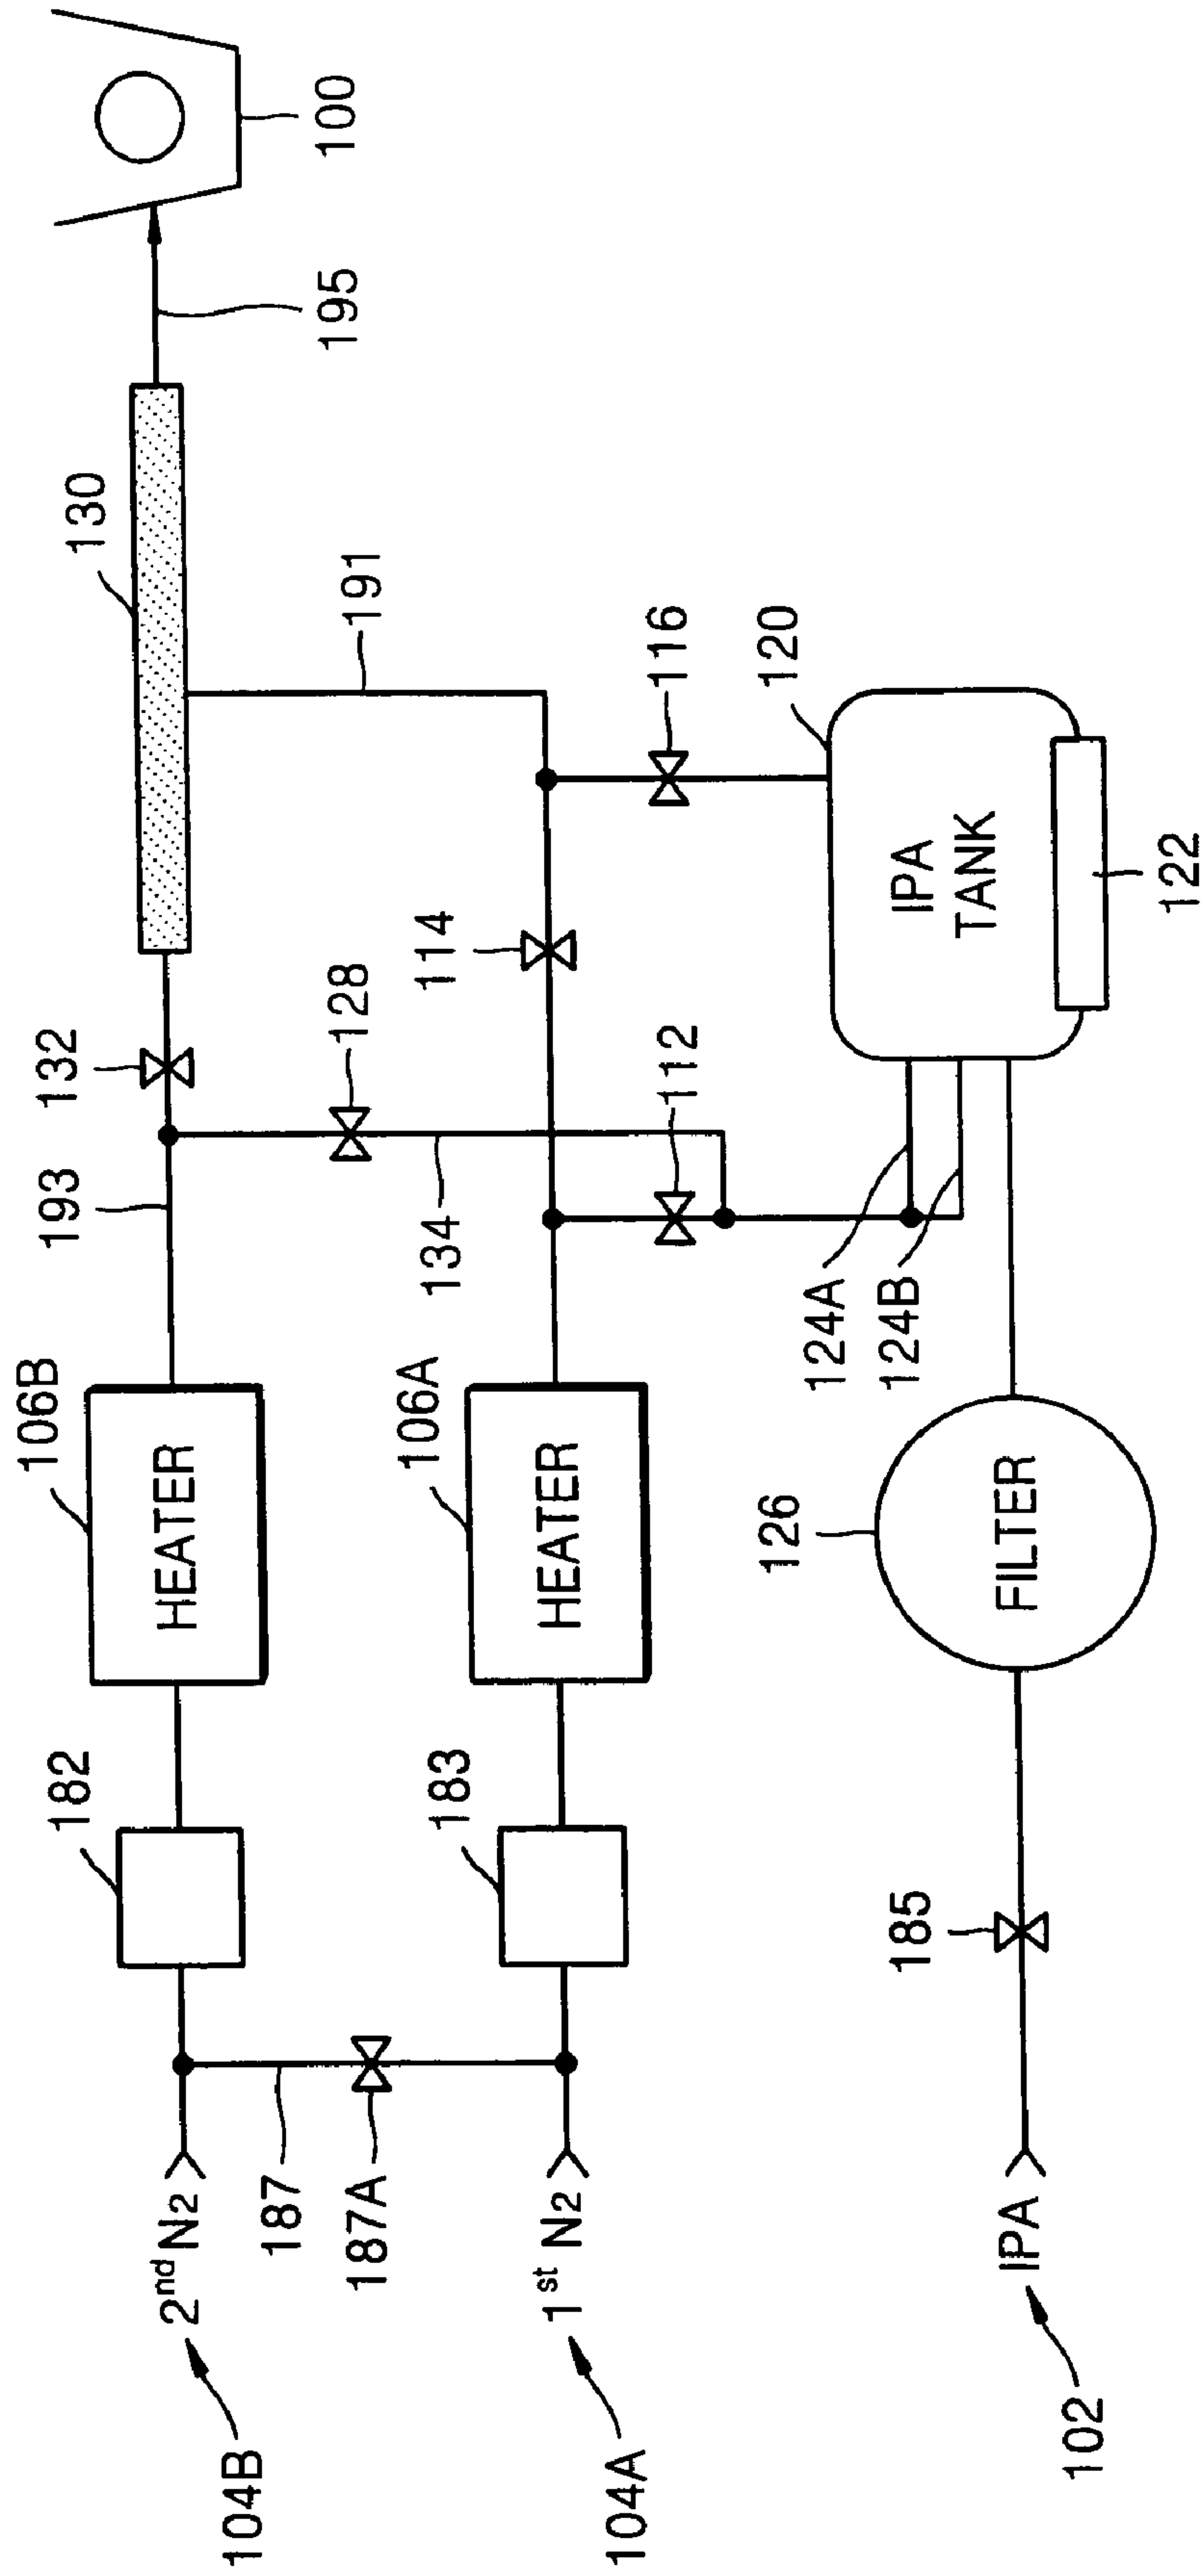 182
106B
193
132
130
2nd N2
HEATER
104B
187
195
100
128
191
187A
183
106A
134
114
1st N2
HEATER
104A
112
116
126
124A
124B
120
185
IPA
TANK
IPA
FILTER
102
122